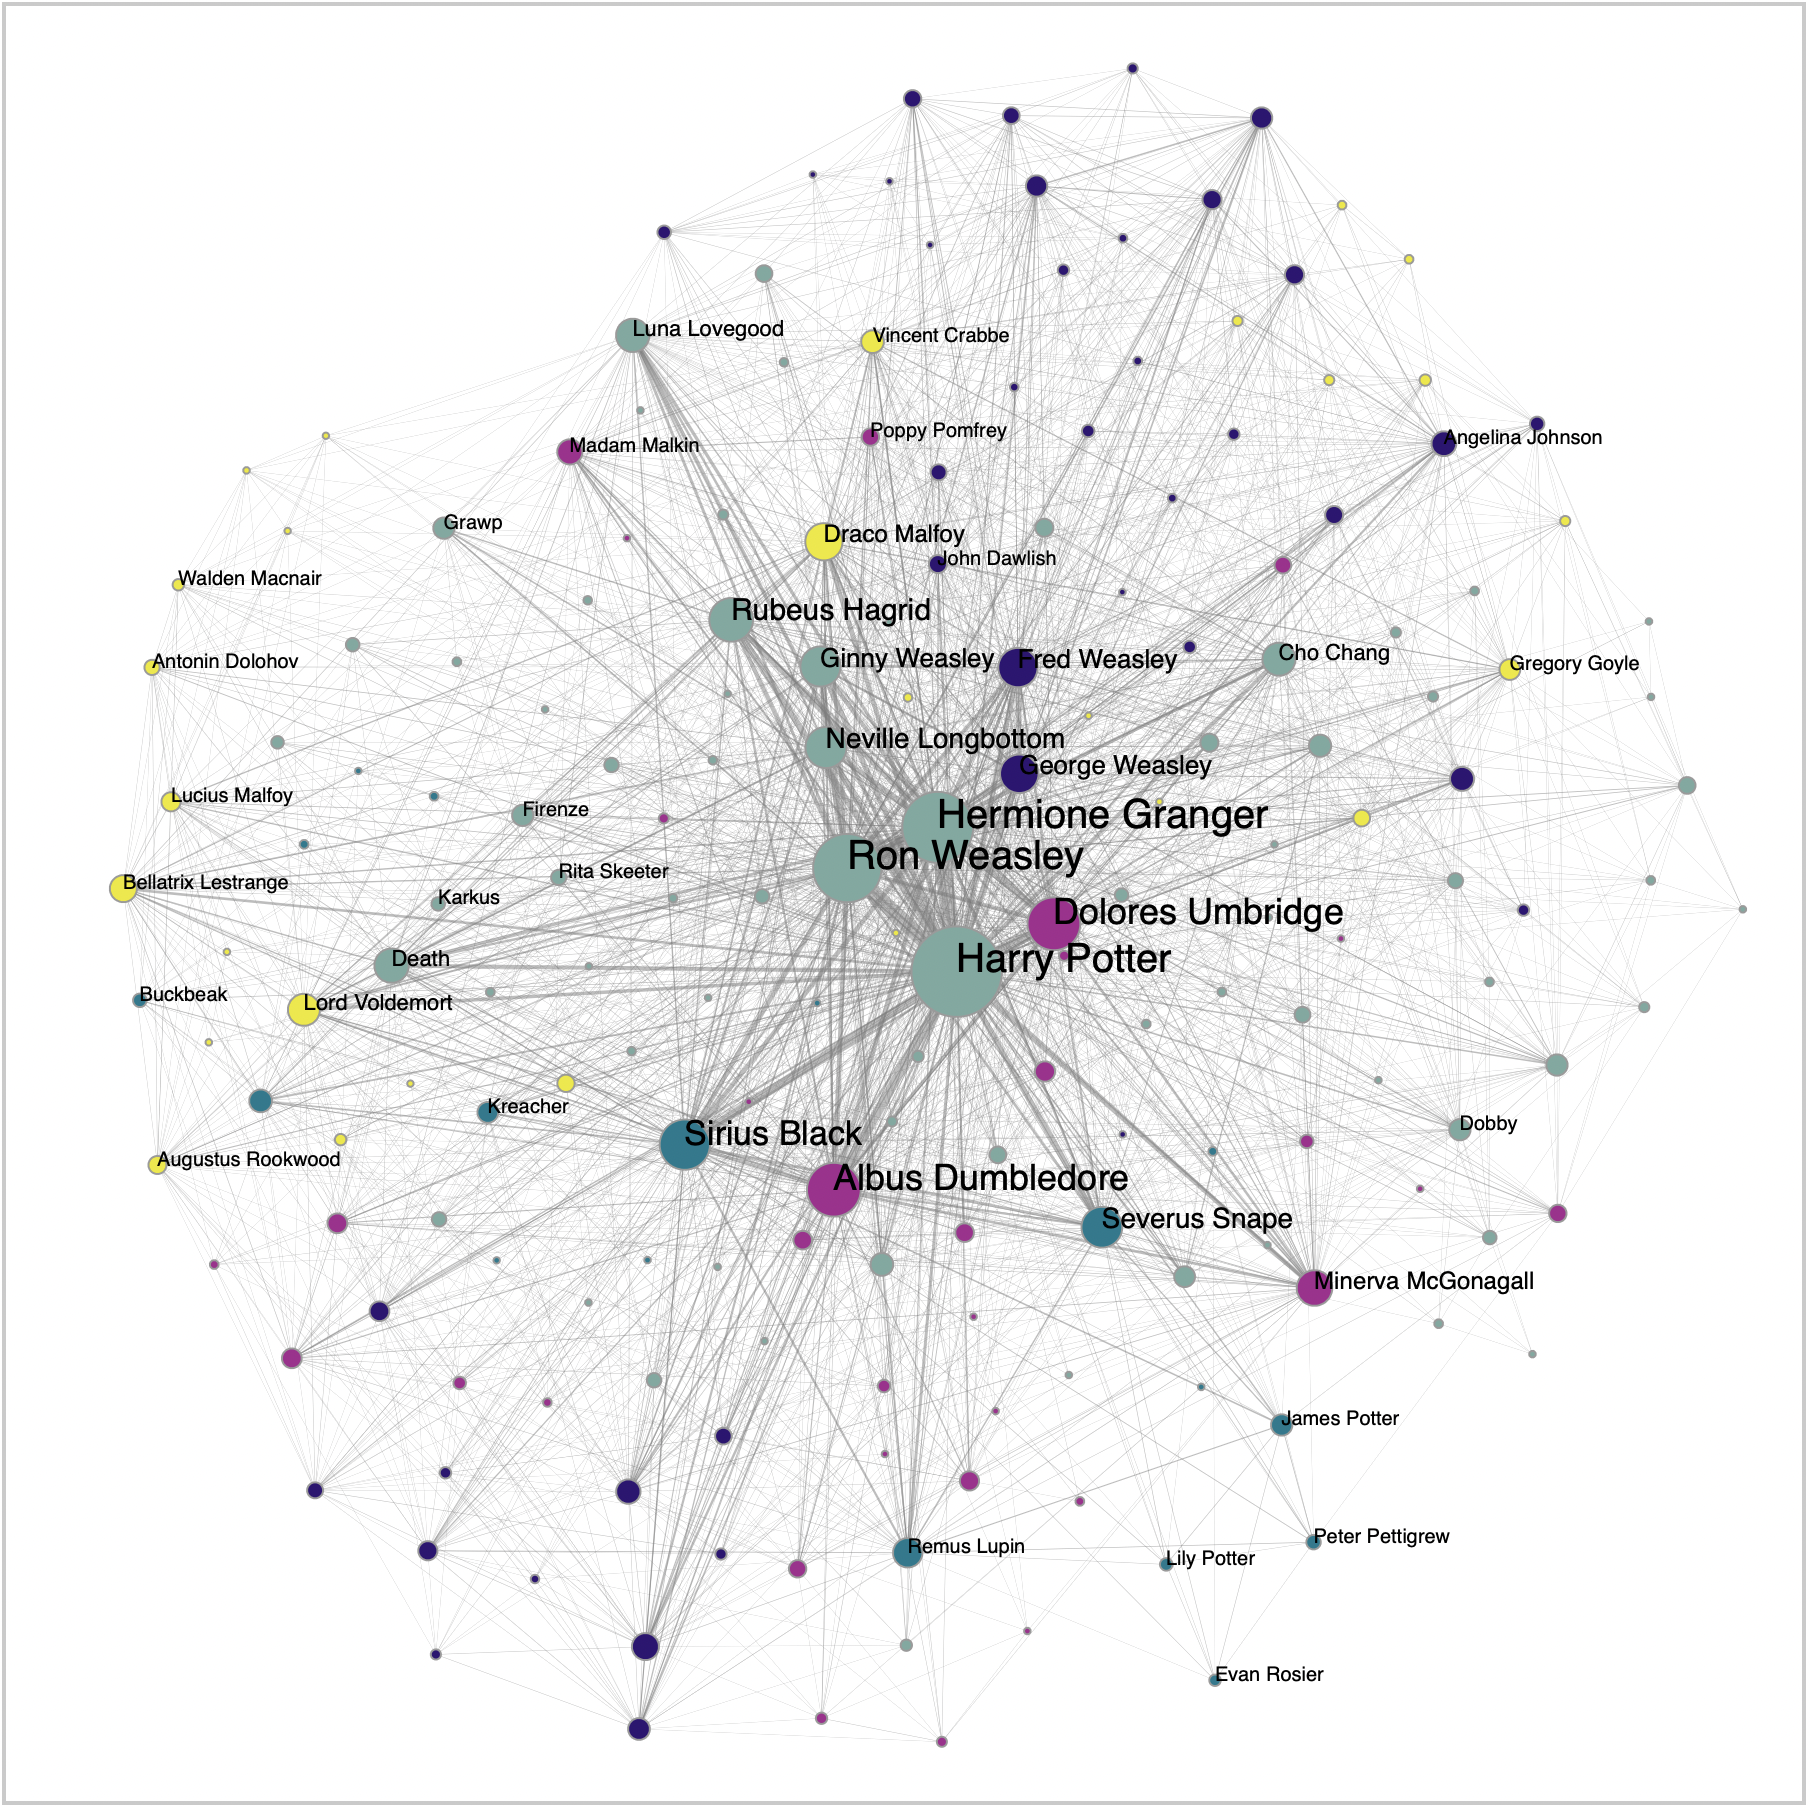 Luna Lovegood
Vincent Crabbe
Poppy Pomfrey
Angelina Johnson
Madam Malkin
Grawp
Draco Malfoy
John Dawlish
Walden Macnair
Rubeus Hagrid
Cho Chang
Ginny Weasley
Fred Weasley
Antonin Dolohov
Gregory Goyle
Neville Longbottom
George Weasley
Lucius Malfoy
Firenze
Hermione Granger
Ron Weasley
Rita Skeeter
Bellatrix Lestrange
Karkus
Dolores Umbridge
Death
Harry Potter
Buckbeak
Lord Voldemort
Kreacher
Dobby
Sirius Black
Augustus Rookwood
Albus Dumbledore
Severus Snape
Minerva McGonagall
James Potter
Peter Pettigrew
Remus Lupin
Lily Potter
Evan Rosier